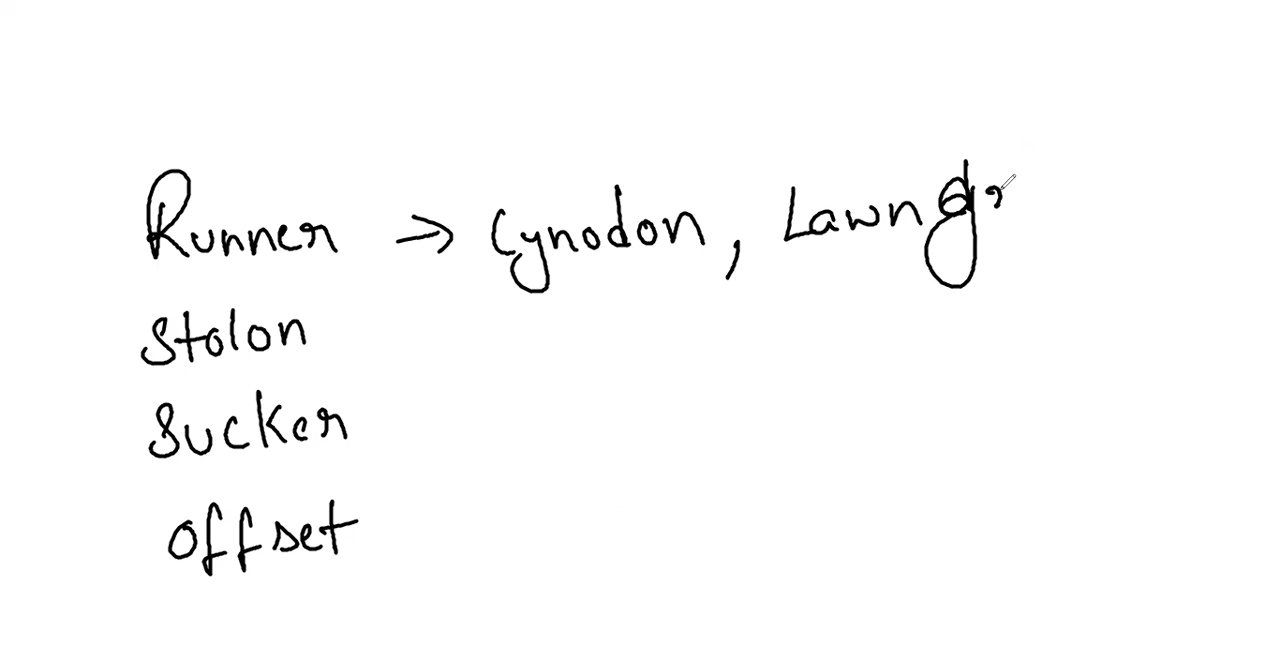 Runner → Cynodon, Lawn
Stolon
Sucker
offset